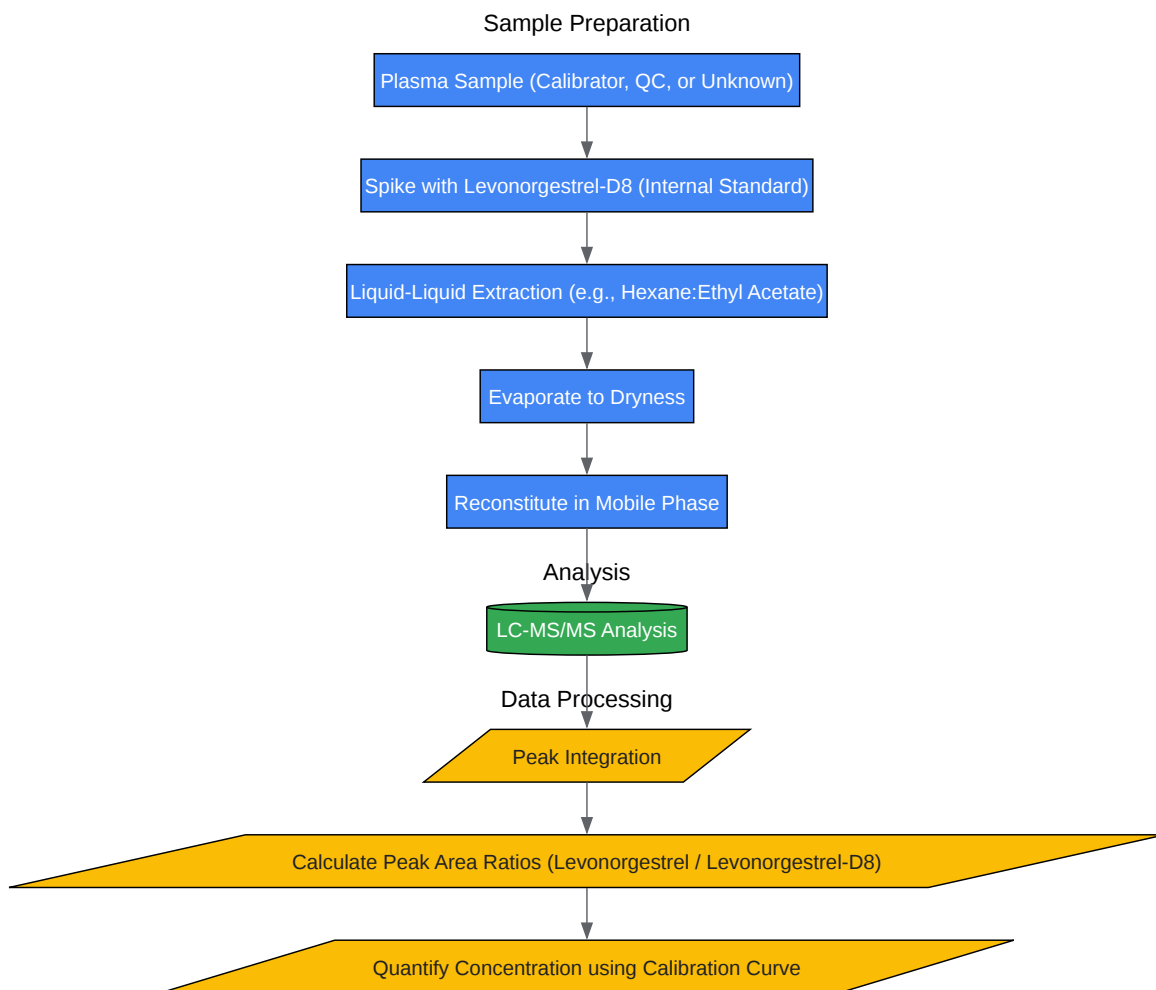 Sample Preparation
Plasma Sample (Calibrator, QC, or Unknown)
Spike with Levonorgestrel-D8 (Internal Standard)
Liquid-Liquid Extraction (e.g., Hexane:Ethyl Acetate)
Evaporate to Dryness
Reconstitute in Mobile Phase
Analysis
LC-MS/MS Analysis
Data Processing
Peak Integration
Calculate Peak Area Ratios (Levonorgestrel / Levonorgestrel-D8)
Quantify Concentration using Calibration Curve